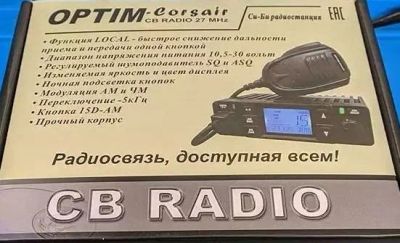 OPTIM-Corsair
CB RADIO 27 MHz
Си-Би радиостанция
EAC
• Функция LOCAL - быстрое снижение дальности
приема и передачи одной кнопкой
• Диапазон напряжения питания 10,5-30 вольт
• Регулируемый шумоподавитель SQ и ASQ
• Изменяемая яркость и цвет дисплея
• Ночная подсветка кнопок
• Модуляция АМ и ЧМ
• Переключение -5кГц
• Кнопка 15D-AM
• Прочный корпус
Радиосвязь, доступная всем!
CB RADIO